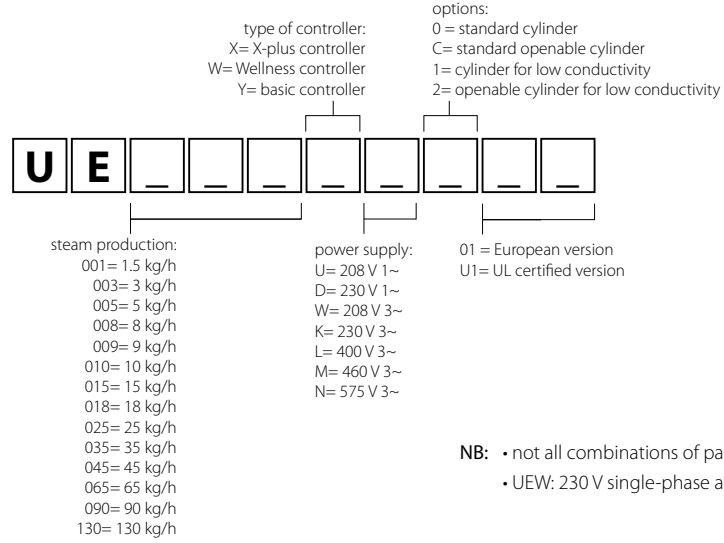 options:
type of controller:
0 = standard cylinder
X= X-plus controller
C= standard openable cylinder
W= Wellness controller
1= cylinder for low conductivity
Y= basic controller
2= openable cylinder for low conductivity
U E _ _ _ _ _ _ _ _
steam production:
001= 1.5 kg/h
003= 3 kg/h
005= 5 kg/h
008= 8 kg/h
009= 9 kg/h
010= 10 kg/h
015= 15 kg/h
018= 18 kg/h
025= 25 kg/h
035= 35 kg/h
045= 45 kg/h
065= 65 kg/h
090= 90 kg/h
130= 130 kg/h
power supply:
U= 208 V 1~
D= 230 V 1~
W= 208 V 3~
K= 230 V 3~
L= 400 V 3~
M= 460 V 3~
N= 575 V 3~
01 = European version
U1= UL certified version
NB: • not all combinations of pa
• UEW: 230 V single-phase a